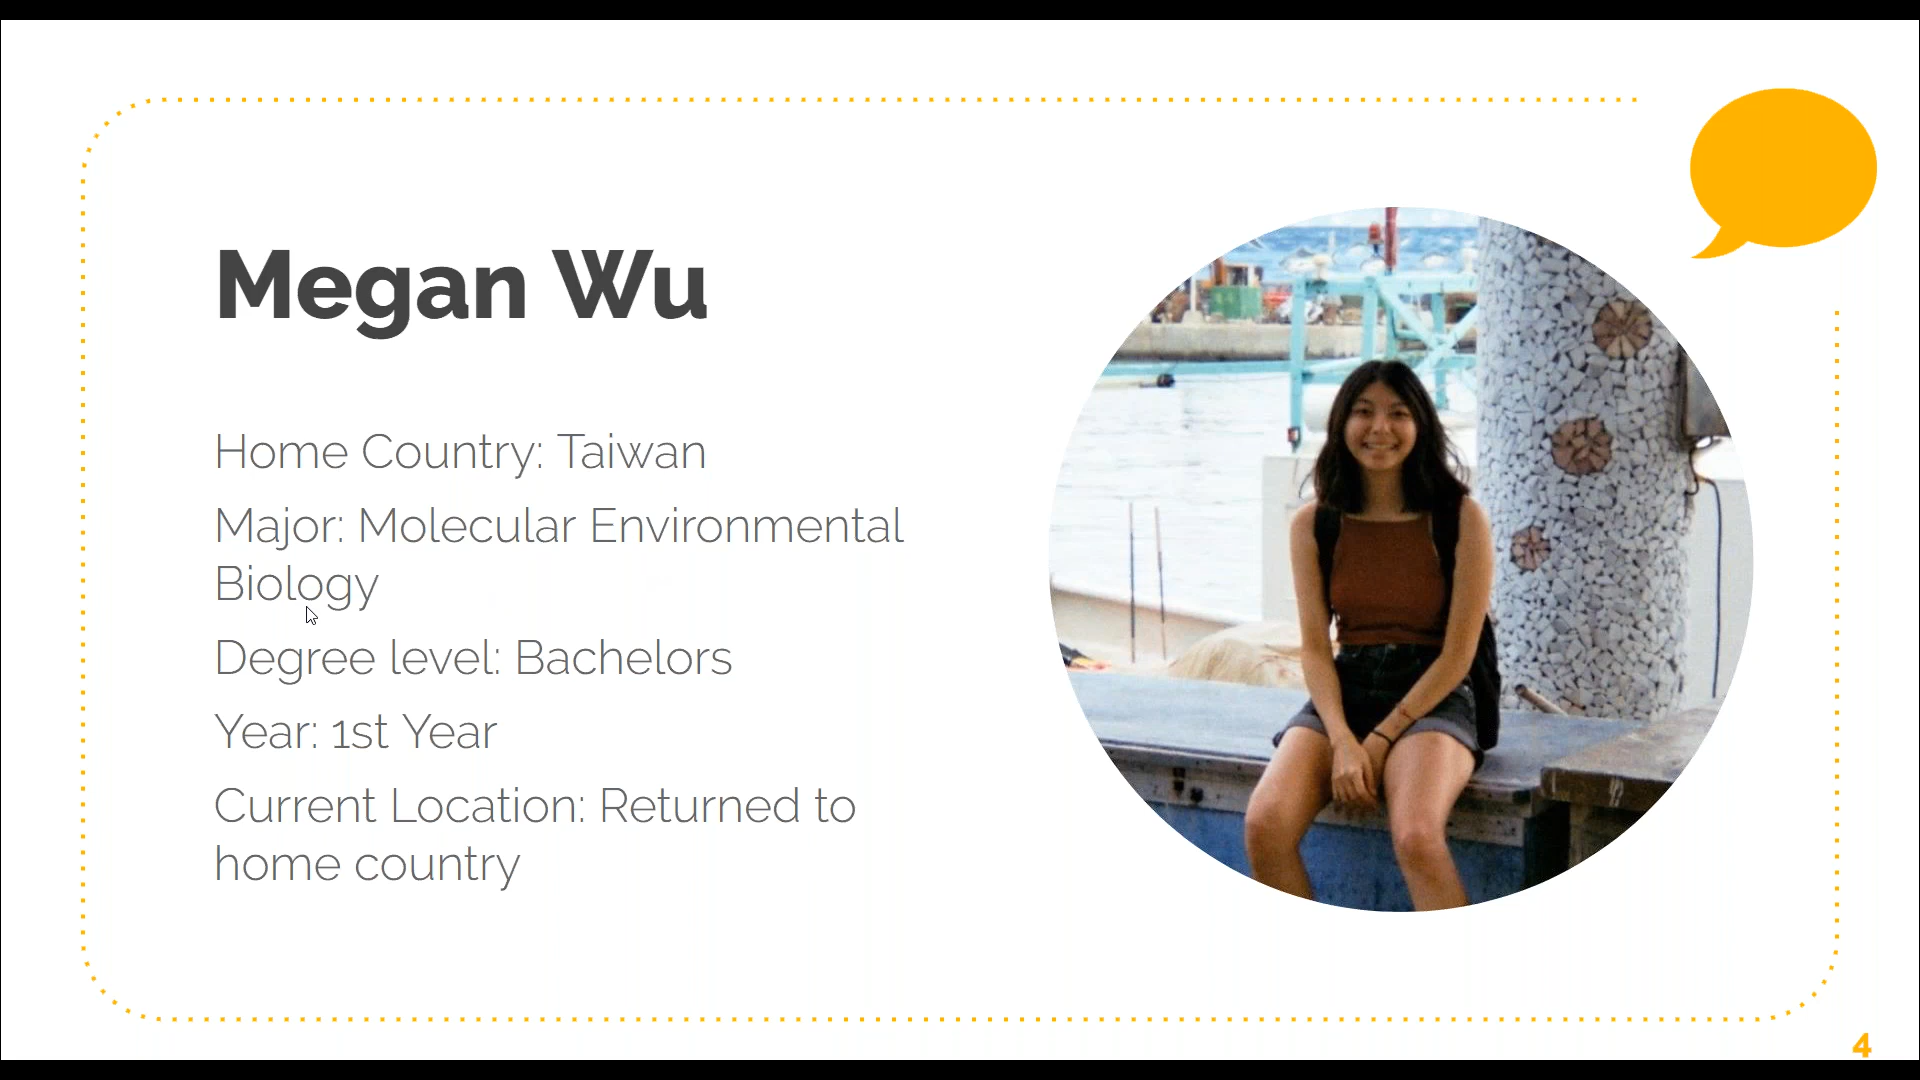 Megan Wu
Home Country: Taiwan
Major: Molecular Environmental
Biology
Degree level: Bachelors
Year: 1st Year
Current Location: Returned to
home country
4